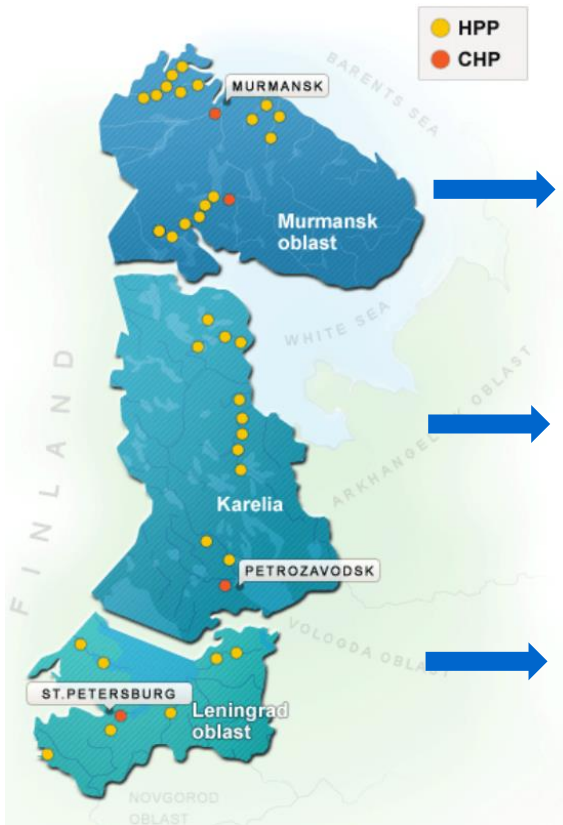 HPP
CHP
BARENTS SEA
MURMANSK
Murmansk
oblast
WHITE SEA
FINLAND
ARKHANGELSK OBLAST
Karelia
PETROZAVODSK
VOLOGDA OBLAST
ST.PETERSBURG
Leningrad
oblast
NOVGOROD
OBLAST